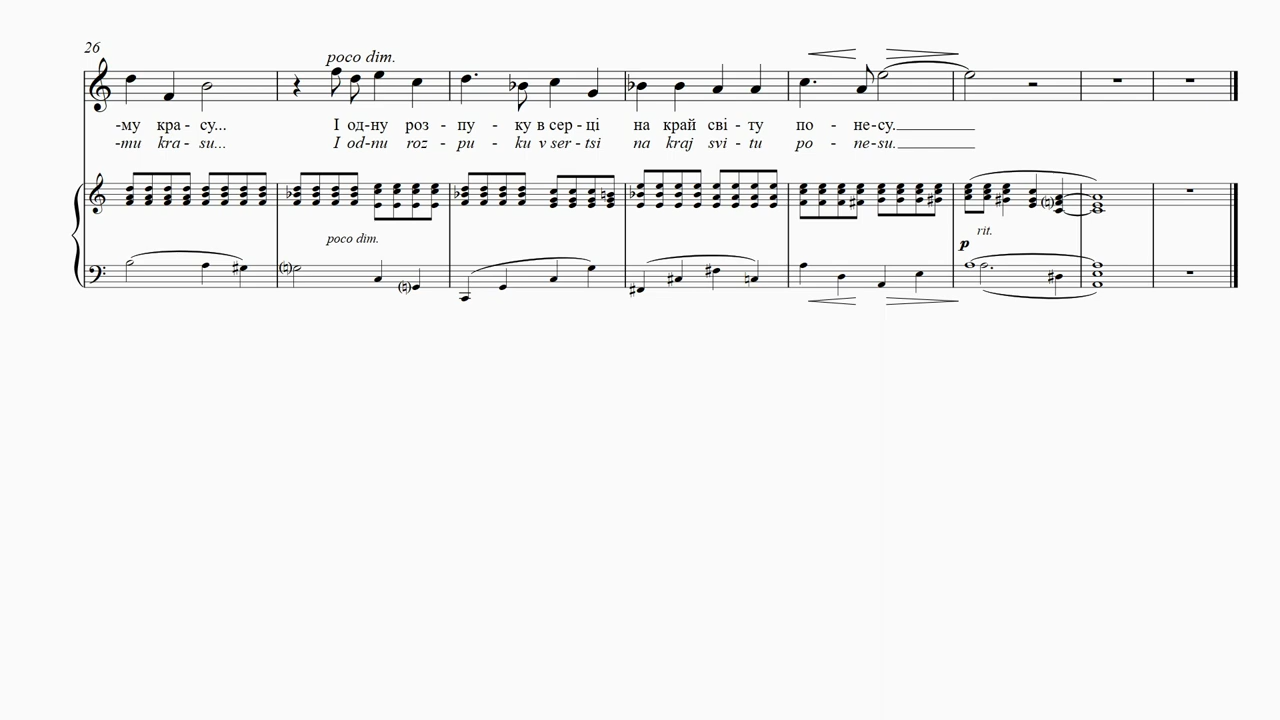 26
poco dim.
-му кра - су... І од-ну роз - пу - ку в сер - ці на край сві - ту по - не-су.
-mu kra - su... I od-nu roz - pu - ku v ser - tsi na kraj svi - tu po - ne-su.
poco dim.
rit.
p